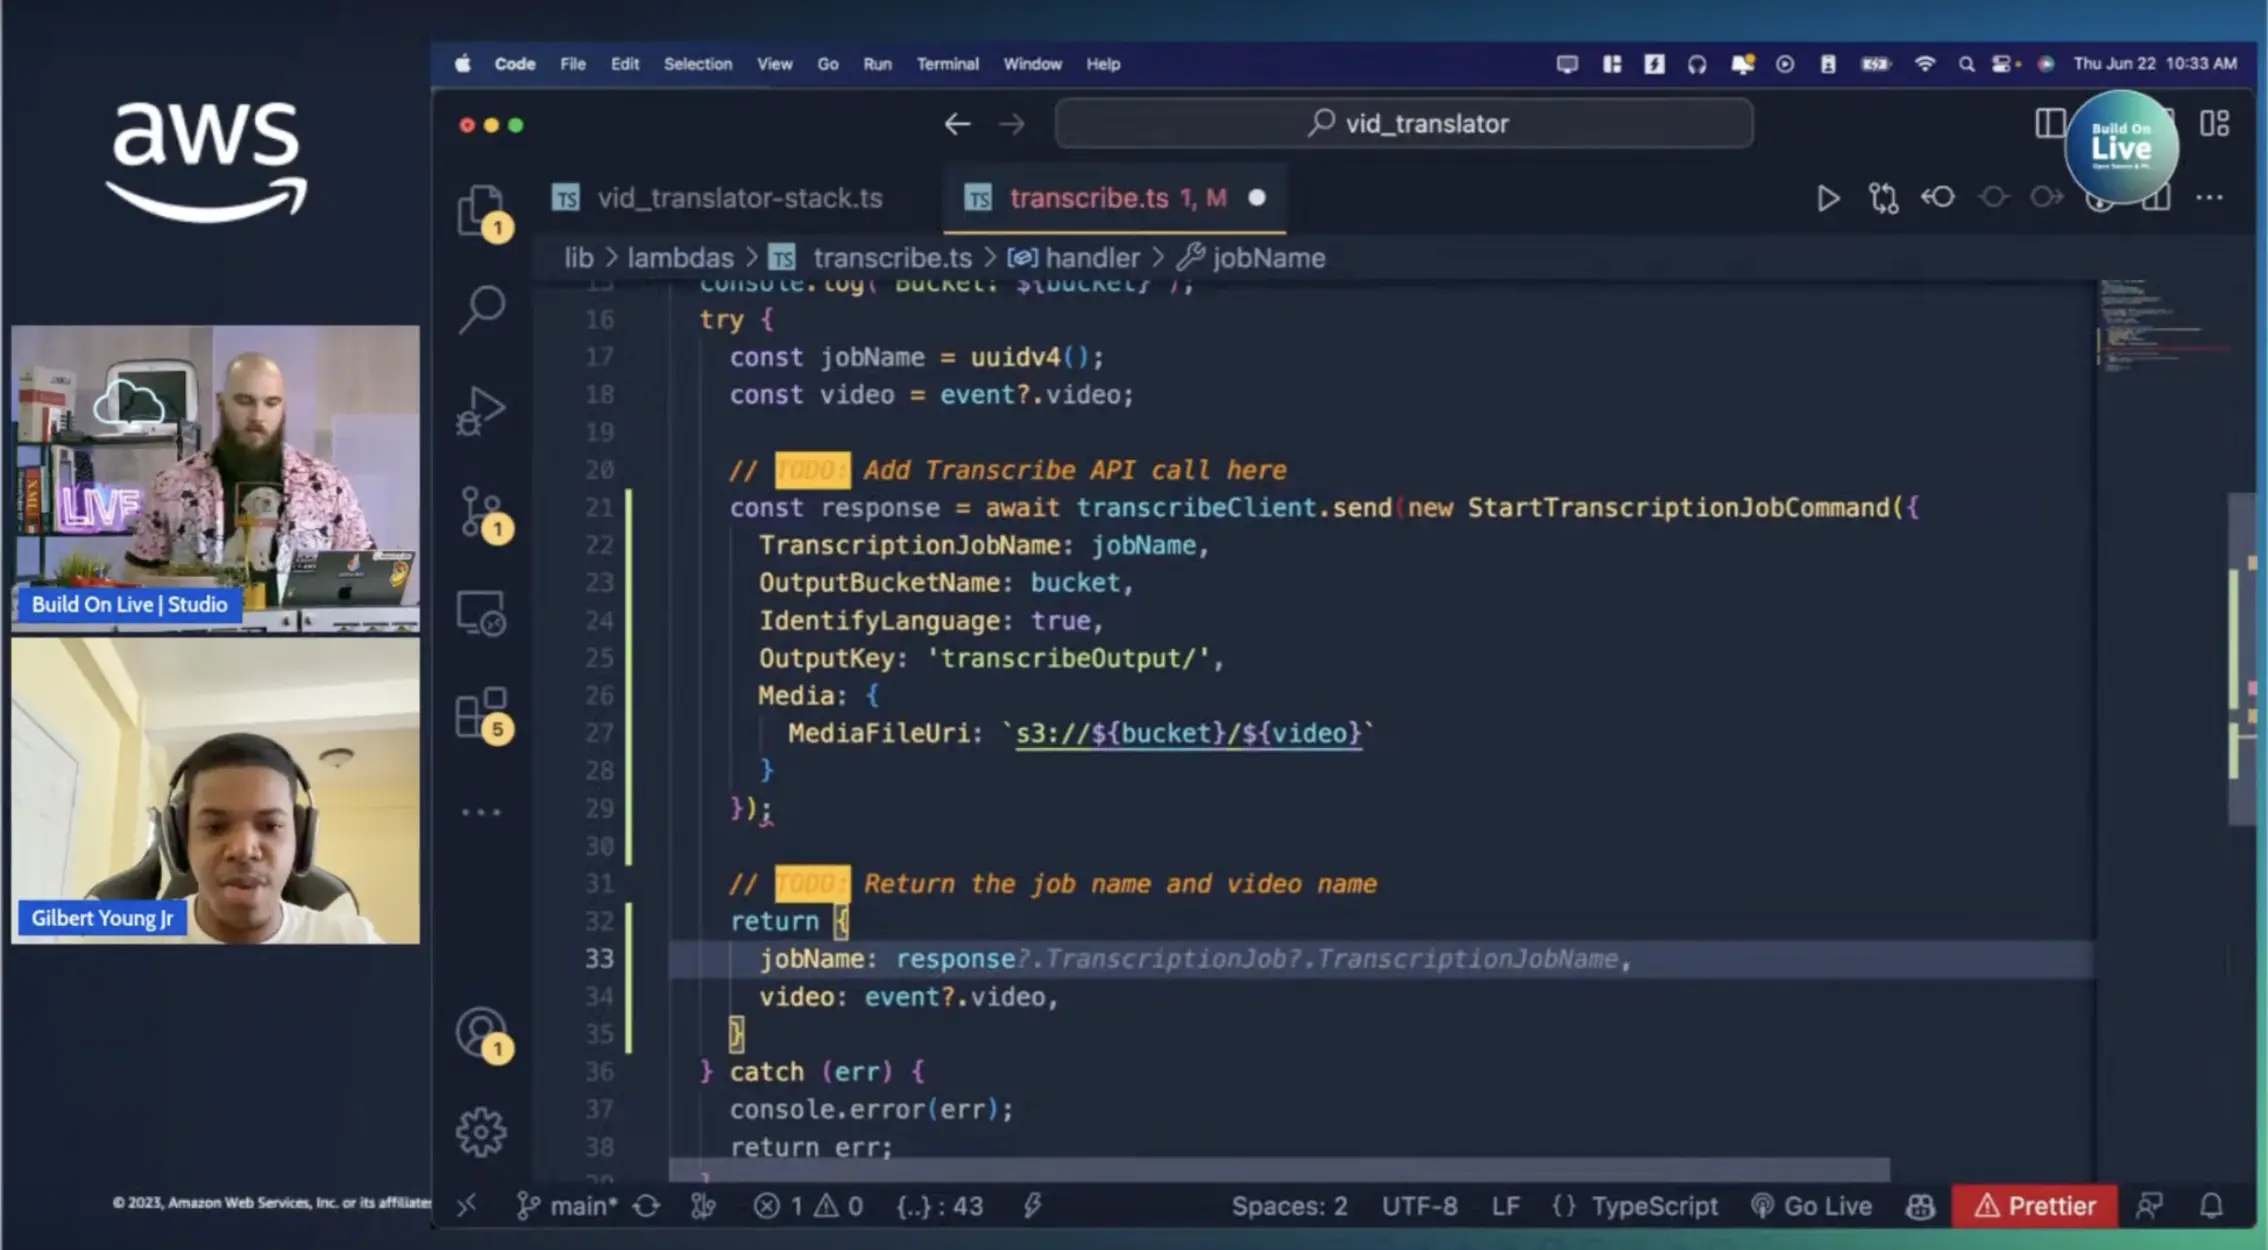 aws
Code File Edit Selection View Go Run Terminal Window Help
Thu Jun 22 10:33 AM
vid_translator
Build On
Live
TS vid_translator-stack.ts
TS transcribe.ts 1, M
lib > lambdas > TS transcribe.ts > handler > jobName
15 console.log(`Bucket: ${bucket}`);
16 try {
17 const jobName = uuidv4();
18 const video = event?.video;
19
20 // TODO: Add Transcribe API call here
21 const response = await transcribeClient.send(new StartTranscriptionJobCommand({
22 TranscriptionJobName: jobName,
23 OutputBucketName: bucket,
24 IdentifyLanguage: true,
25 OutputKey: 'transcribeOutput/',
26 Media: {
27 MediaFileUri: `s3://${bucket}/${video}`
28 }
29 });
30
31 // TODO: Return the job name and video name
32 return {
33 jobName: response?.TranscriptionJob?.TranscriptionJobName,
34 video: event?.video,
35 }
36 } catch (err) {
37 console.error(err);
38 return err;
39 }
1
1
5
1
LIVE
XML
Build On Live | Studio
Gilbert Young Jr
© 2023, Amazon Web Services, Inc. or its affiliates
main* 1 0 {..} : 43 Spaces: 2 UTF-8 LF {} TypeScript Go Live Prettier